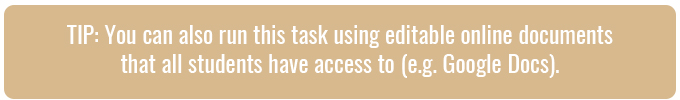 TIP: You can also run this task using editable online documents
that all students have access to (e.g. Google Docs).